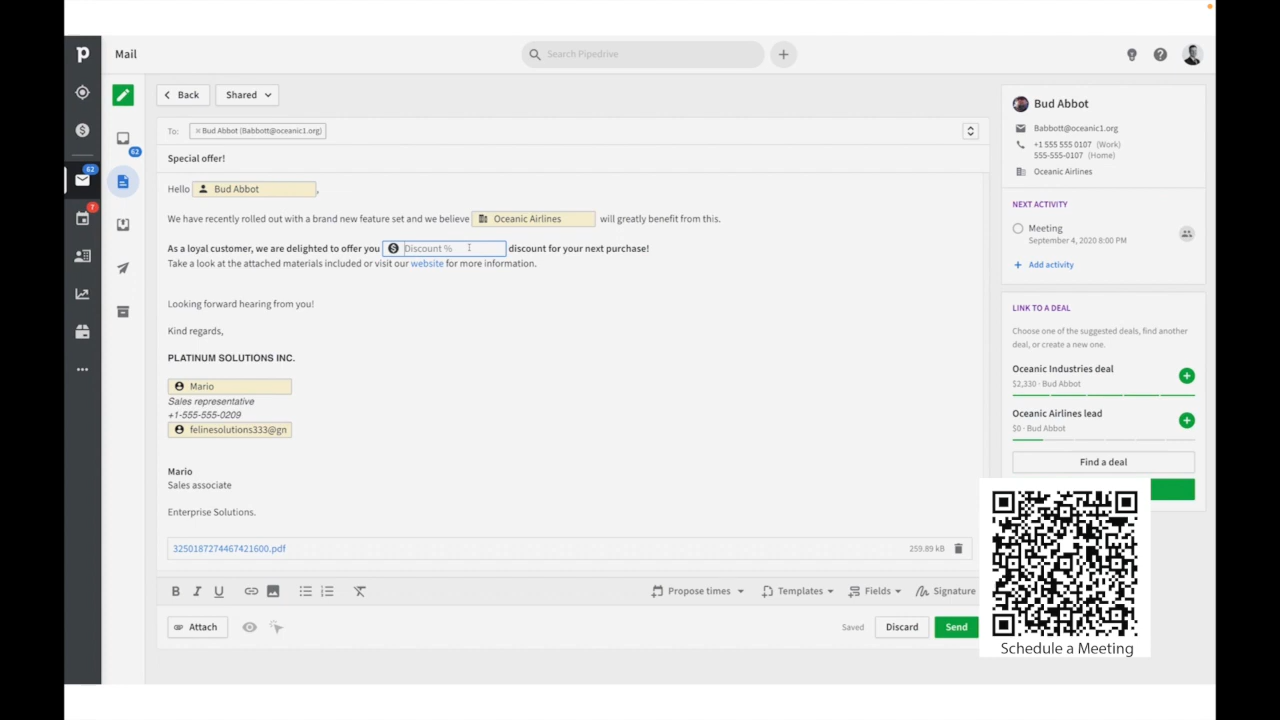 p
Mail
Search Pipedrive
Back
Shared
62
62
7
To:
× Bud Abbot (Babbott@oceanic1.org)
Special offer!
Hello Bud Abbot ,
We have recently rolled out with a brand new feature set and we believe Oceanic Airlines will greatly benefit from this.
As a loyal customer, we are delighted to offer you Discount % discount for your next purchase!
Take a look at the attached materials included or visit our website for more information.
Looking forward hearing from you!
Kind regards,
PLATINUM SOLUTIONS INC.
Mario
Sales representative
+1-555-555-0209
felinesolutions333@gn
Mario
Sales associate
Enterprise Solutions.
3250187274467421600.pdf
259.89 kB
B I U
Propose times
Templates
Fields
Signature
Attach
Saved
Discard
Send
Bud Abbot
Babbott@oceanic1.org
+1 555 555 0107 (Work)
555-555-0107 (Home)
Oceanic Airlines
NEXT ACTIVITY
Meeting
September 4, 2020 8:00 PM
+ Add activity
LINK TO A DEAL
Choose one of the suggested deals, find another
deal, or create a new one.
Oceanic Industries deal
$2,330 · Bud Abbot
Oceanic Airlines lead
$0 · Bud Abbot
Find a deal
Schedule a Meeting